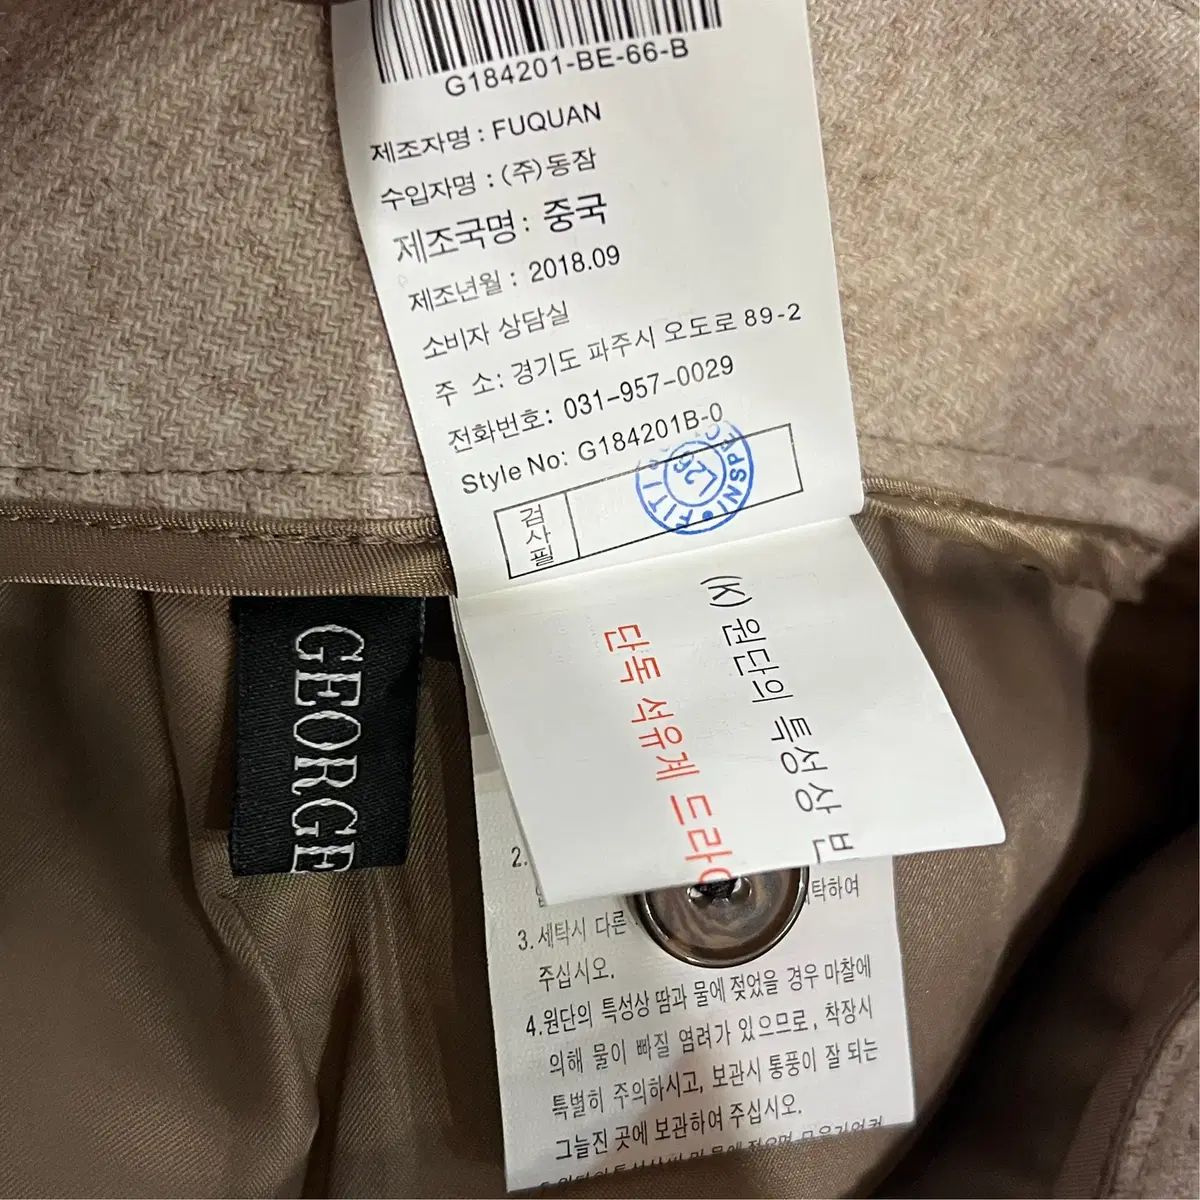 G184201-BE-66-B
제조자명 : FUQUAN
수입자명 : (주)동잠
제조국명 : 중국
제조년월 : 2018.09
소비자 상담실
주 소: 경기도 파주시 오도로 89-2
전화번호: 031-957-0029
Style No: G184201B-0
검사필
FITI INSPEC
L26
GEORGE
(K) 원단의 특성상 반
단독 석유계 드라이
2.
탁하여
3. 세탁시 다른
주십시오.
4.원단의 특성상 땀과 물에 젖었을 경우 마찰에
의해 물이 빠질 염려가 있으므로, 착장시
특별히 주의하시고, 보관시 통풍이 잘 되는
그늘진 곳에 보관하여 주십시오.